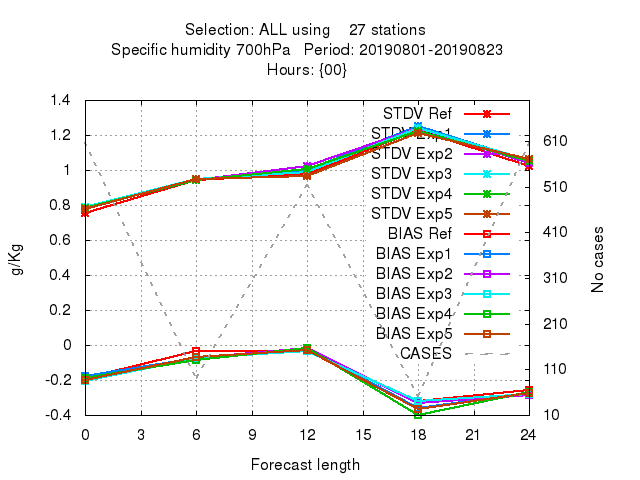 Selection: ALL using    27 stations
Specific humidity 700hPa   Period: 20190801-20190823
Hours: {00}
1.4
1.2
1
0.8
0.6
0.4
0.2
0
-0.2
-0.4
g/Kg
STDV Ref
STDV Exp1
STDV Exp2
STDV Exp3
STDV Exp4
STDV Exp5
BIAS Ref
BIAS Exp1
BIAS Exp2
BIAS Exp3
BIAS Exp4
BIAS Exp5
CASES
610
510
410
310
210
110
10
No cases
0 3 6 9 12 15 18 21 24
Forecast length